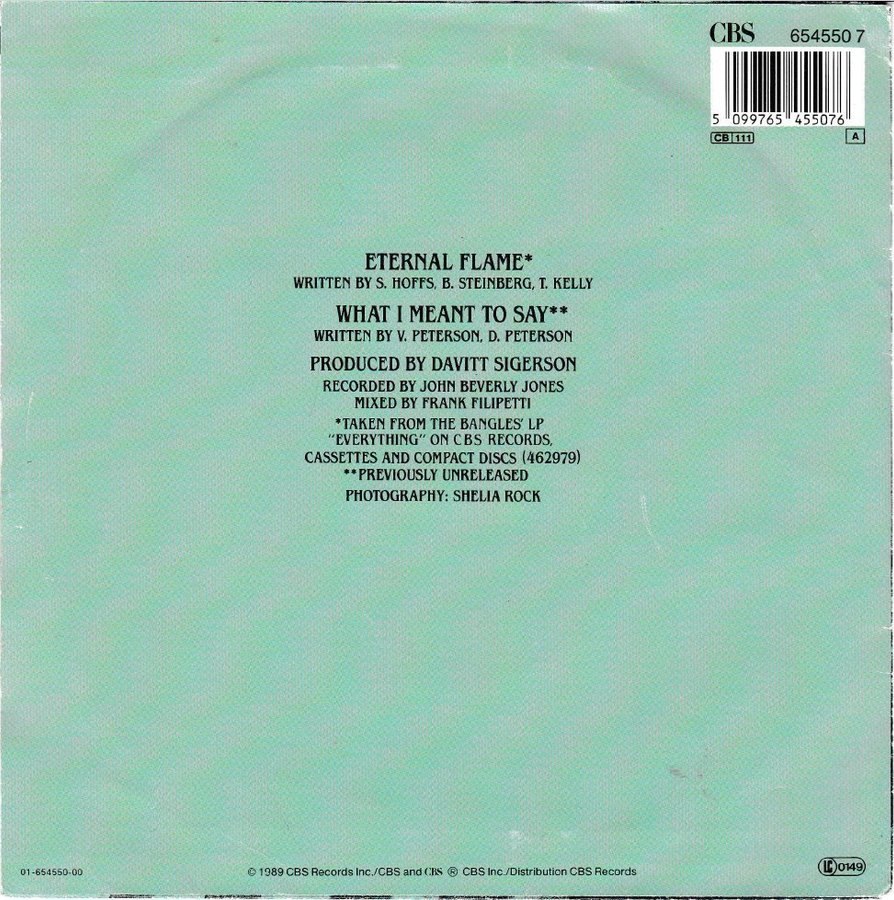 CBS 654550 7
5 099765 455076
CB 111 A
ETERNAL FLAME*
WRITTEN BY S. HOFFS, B. STEINBERG, T. KELLY
WHAT I MEANT TO SAY**
WRITTEN BY V. PETERSON, D. PETERSON
PRODUCED BY DAVITT SIGERSON
RECORDED BY JOHN BEVERLY JONES
MIXED BY FRANK FILIPETTI
*TAKEN FROM THE BANGLES' LP
"EVERYTHING" ON CBS RECORDS,
CASSETTES AND COMPACT DISCS (462979)
**PREVIOUSLY UNRELEASED
PHOTOGRAPHY: SHELIA ROCK
01-654550-00
© 1989 CBS Records Inc./CBS and CBS ® CBS Inc./Distribution CBS Records
LC 0149